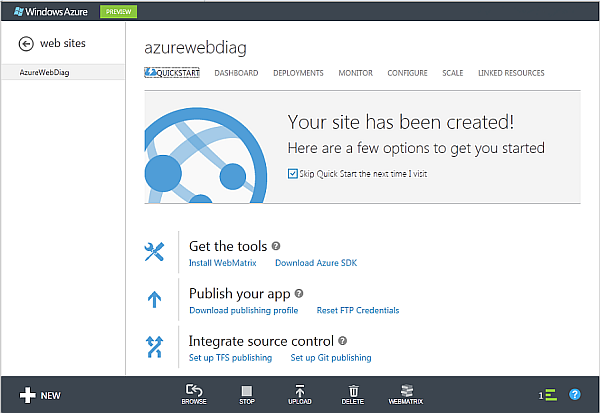 Windows Azure PREVIEW
web sites
AzureWebDiag
azurewebdiag
QUICKSTART DASHBOARD DEPLOYMENTS MONITOR CONFIGURE SCALE LINKED RESOURCES
Your site has been created!
Here are a few options to get you started
Skip Quick Start the next time I visit
Get the tools ?
Install WebMatrix Download Azure SDK
Publish your app ?
Download publishing profile Reset FTP Credentials
Integrate source control ?
Set up TFS publishing Set up Git publishing
NEW BROWSE STOP UPLOAD DELETE WEBMATRIX 1 ?